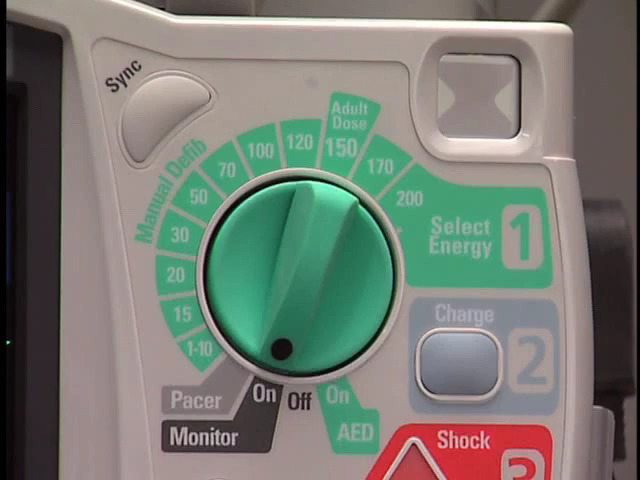 Sync
Manual Defib
1-10
15
20
30
50
70
100
120
Adult
Dose
150
170
200
Select
Energy
1
Charge
2
Pacer
Monitor
On
Off
On
AED
Shock
3